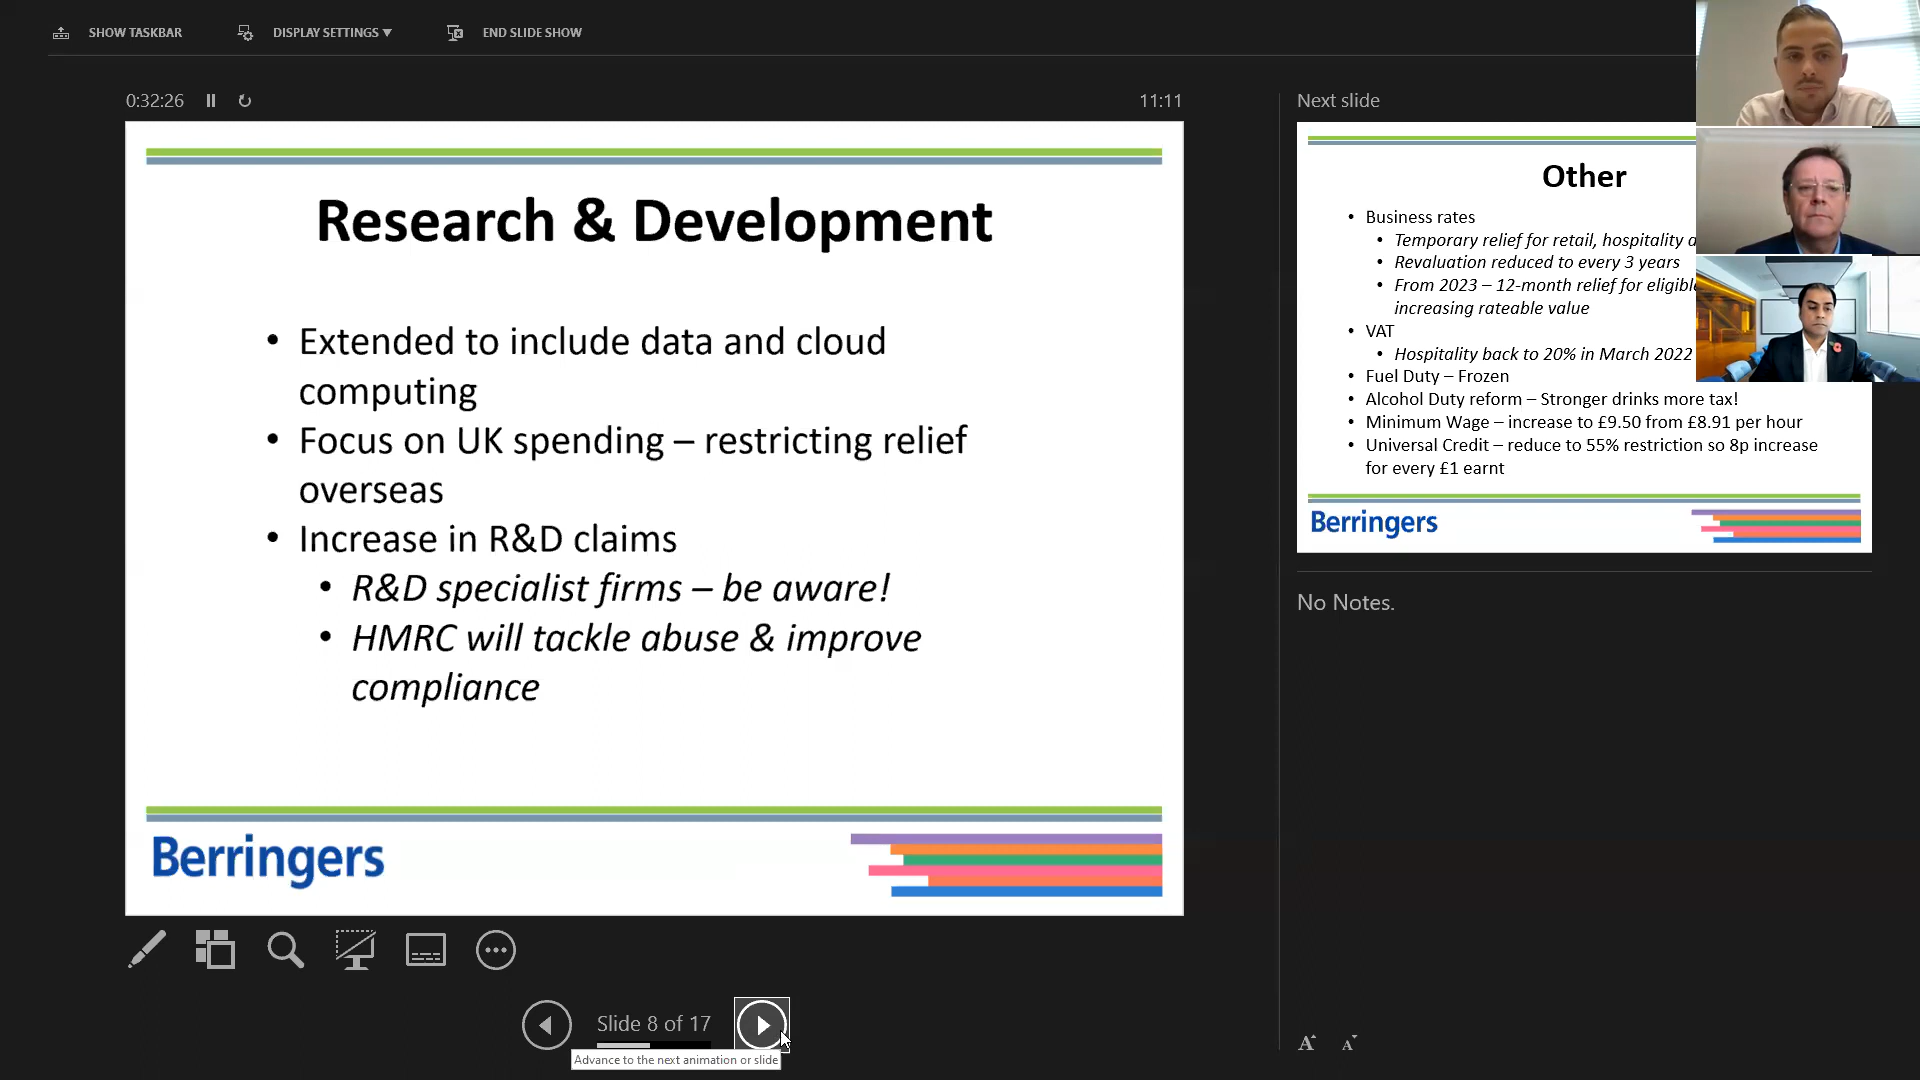 SHOW TASKBAR
DISPLAY SETTINGS ▼
END SLIDE SHOW
0:32:26
11:11
Research & Development
• Extended to include data and cloud
computing
• Focus on UK spending – restricting relief
overseas
• Increase in R&D claims
• R&D specialist firms – be aware!
• HMRC will tackle abuse & improve
compliance
Berringers
Slide 8 of 17
Advance to the next animation or slide
Next slide
Other
• Business rates
• Temporary relief for retail, hospitality
• Revaluation reduced to every 3 years
• From 2023 – 12-month relief for
increasing rateable value
• VAT
• Hospitality back to 20% in March 2022
• Fuel Duty – Frozen
• Alcohol Duty reform – Stronger drinks more tax!
• Minimum Wage – increase to £9.50 from £8.91 per hour
• Universal Credit – reduce to 55% restriction so 8p increase
for every £1 earnt
Berringers
No Notes.
A
A